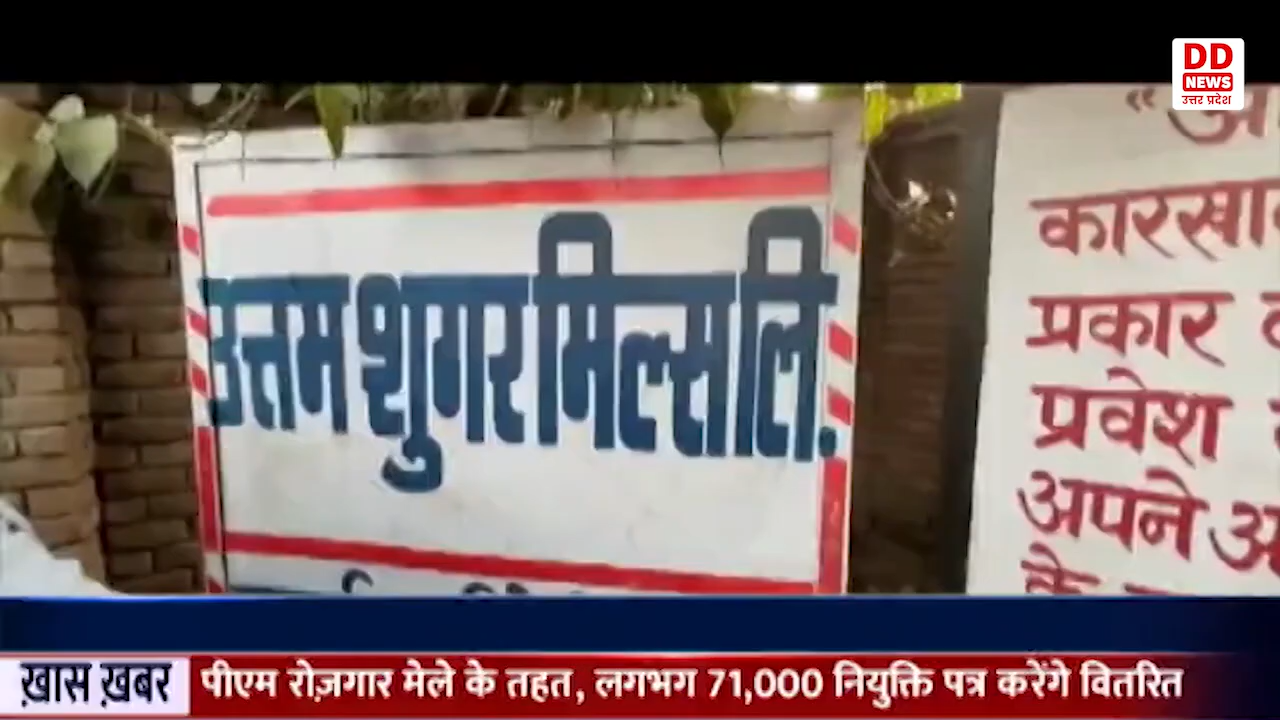 DD
NEWS
उत्तर प्रदेश
उत्तम शुगर मिल्स लि.
कारखा
प्रकार
प्रवेश
अपने
के
ख़ास ख़बर
पीएम रोज़गार मेले के तहत, लगभग 71,000 नियुक्ति पत्र करेंगे वितरित